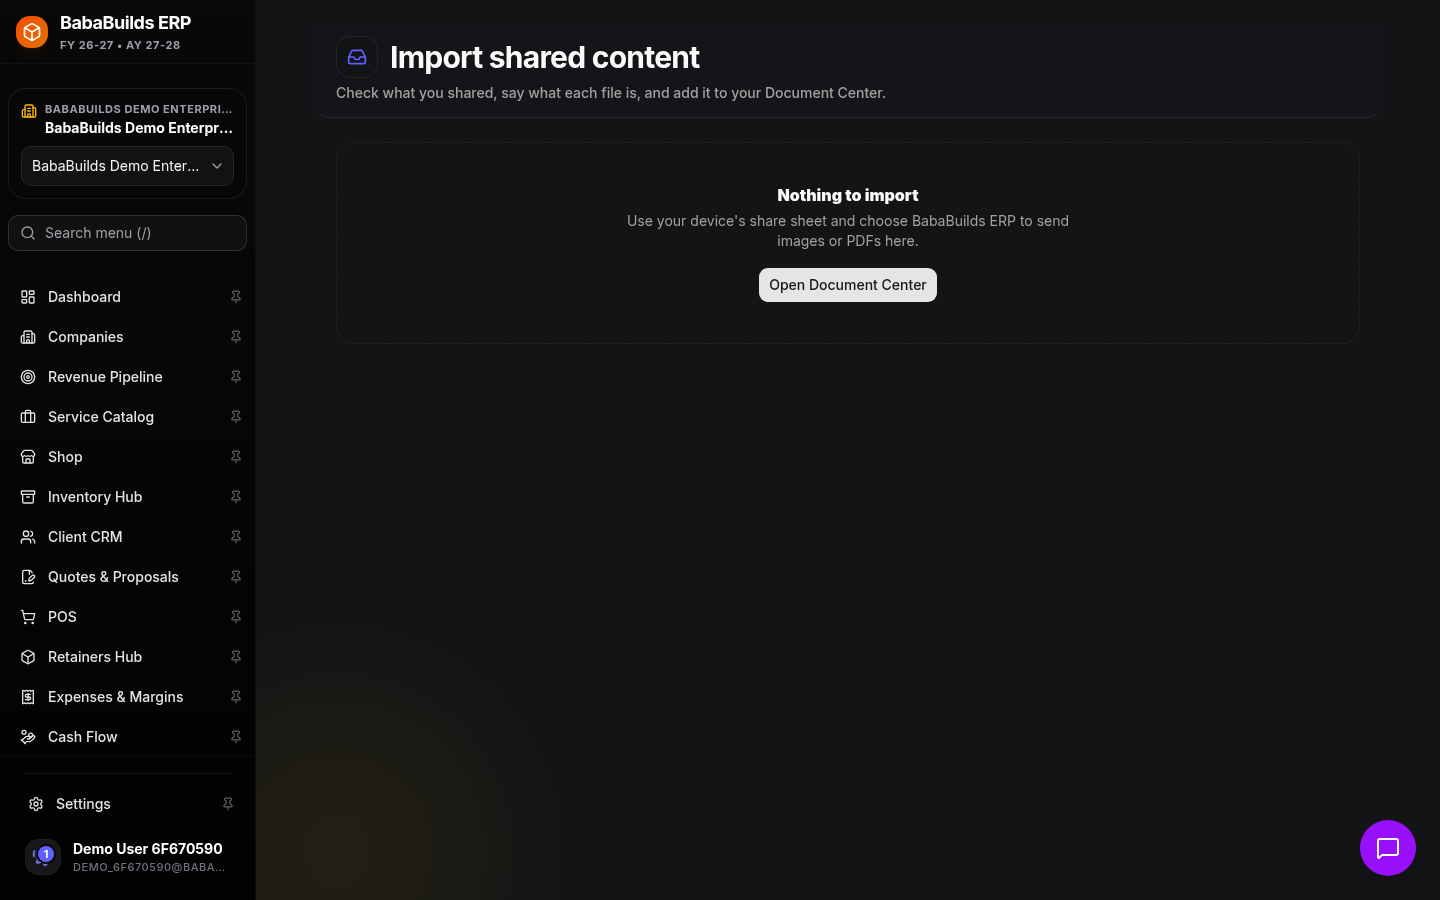 BabaBuilds ERP
FY 26-27 • AY 27-28
BABABUILDS DEMO ENTERPRI...
BabaBuilds Demo Enterpr...
BabaBuilds Demo Enter...
Search menu (/)
Dashboard
Companies
Revenue Pipeline
Service Catalog
Shop
Inventory Hub
Client CRM
Quotes & Proposals
POS
Retainers Hub
Expenses & Margins
Cash Flow
Settings
1
Demo User 6F670590
DEMO_6F670590@BABA...
Import shared content
Check what you shared, say what each file is, and add it to your Document Center.
Nothing to import
Use your device's share sheet and choose BabaBuilds ERP to send
images or PDFs here.
Open Document Center